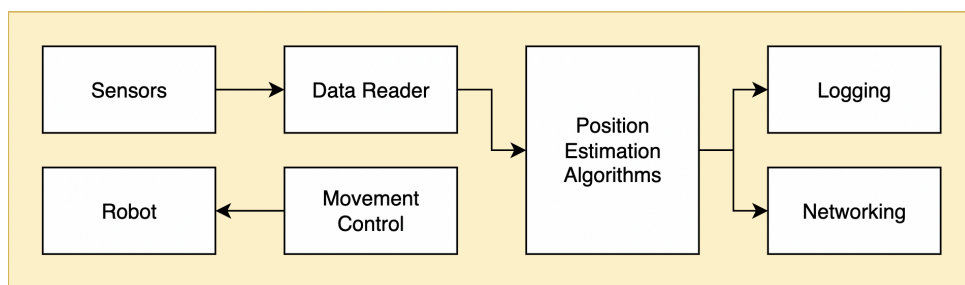 Sensors
Data Reader
Position
Estimation
Algorithms
Logging
Robot
Movement
Control
Networking